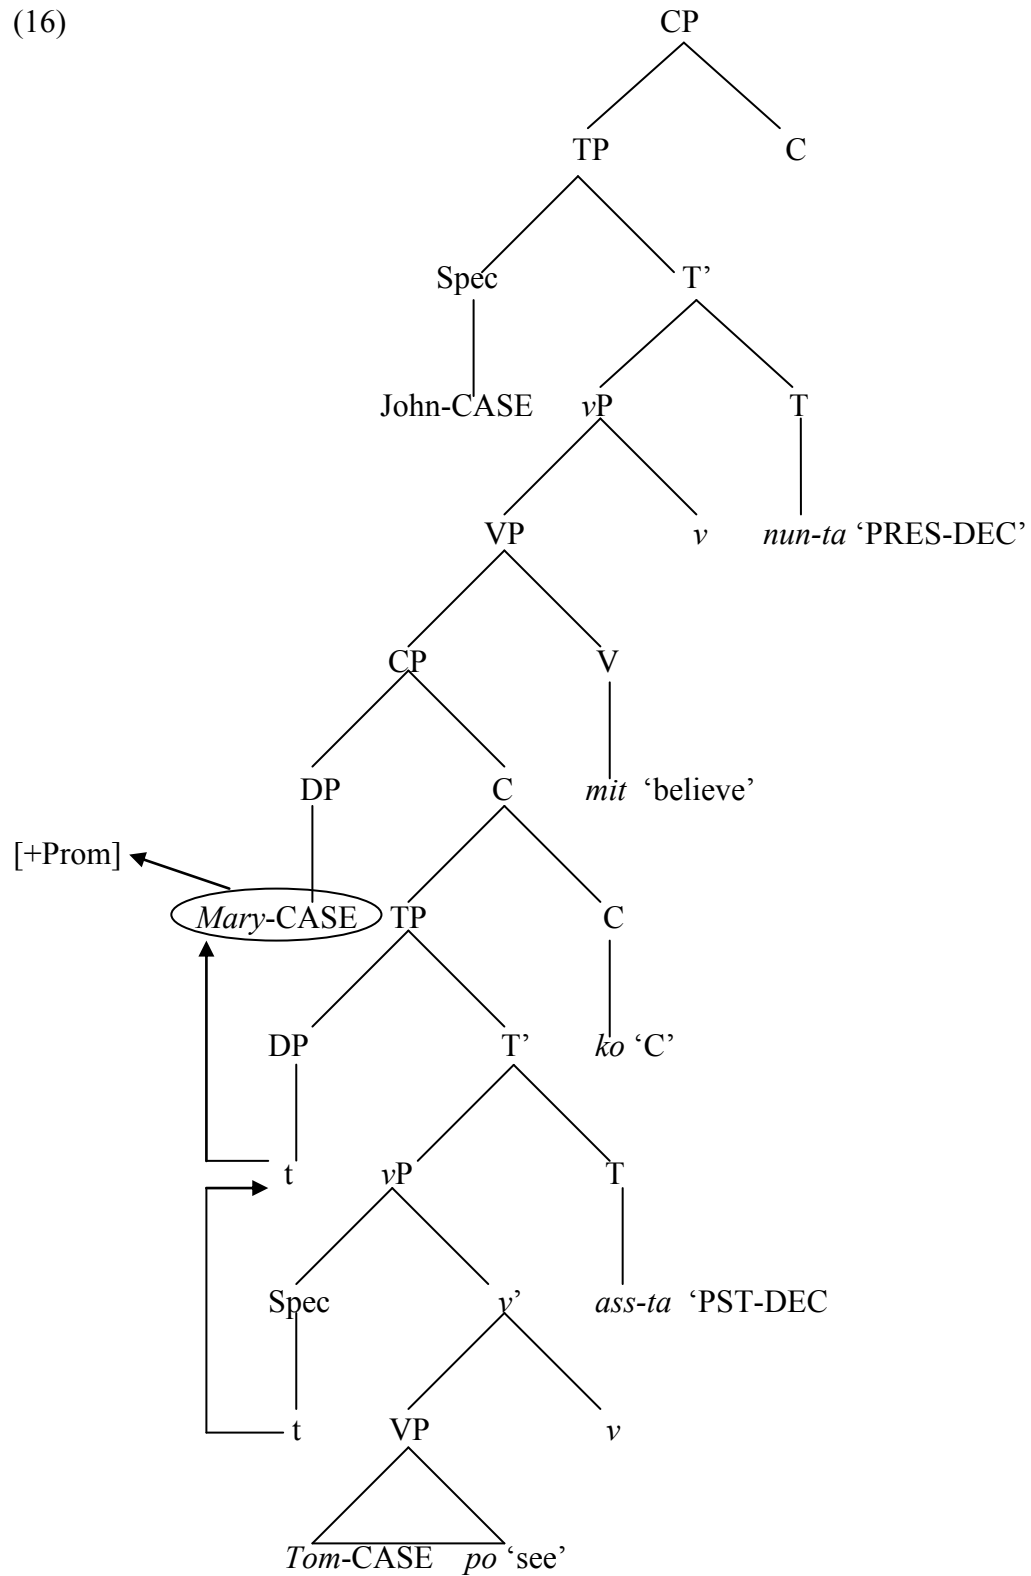 (16)
CP
TP C
Spec T’
John-CASE vP T
VP v nun-ta ‘PRES-DEC’
CP V
DP C mit ‘believe’
[+Prom]
Mary-CASE TP C
DP T’ ko ‘C’
t vP T
Spec v’ ass-ta ‘PST-DEC
t VP v
Tom-CASE po ‘see’